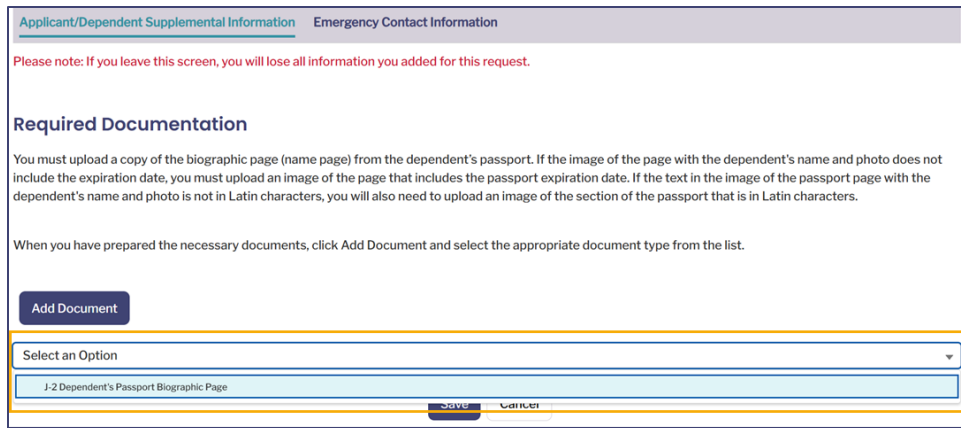 Applicant/Dependent Supplemental Information Emergency Contact Information
Please note: If you leave this screen, you will lose all information you added for this request.
Required Documentation
You must upload a copy of the biographic page (name page) from the dependent's passport. If the image of the page with the dependent's name and photo does not
include the expiration date, you must upload an image of the page that includes the passport expiration date. If the text in the image of the passport page with the
dependent's name and photo is not in Latin characters, you will also need to upload an image of the section of the passport that is in Latin characters.
When you have prepared the necessary documents, click Add Document and select the appropriate document type from the list.
Add Document
Select an Option
J-2 Dependent's Passport Biographic Page
Save Cancel